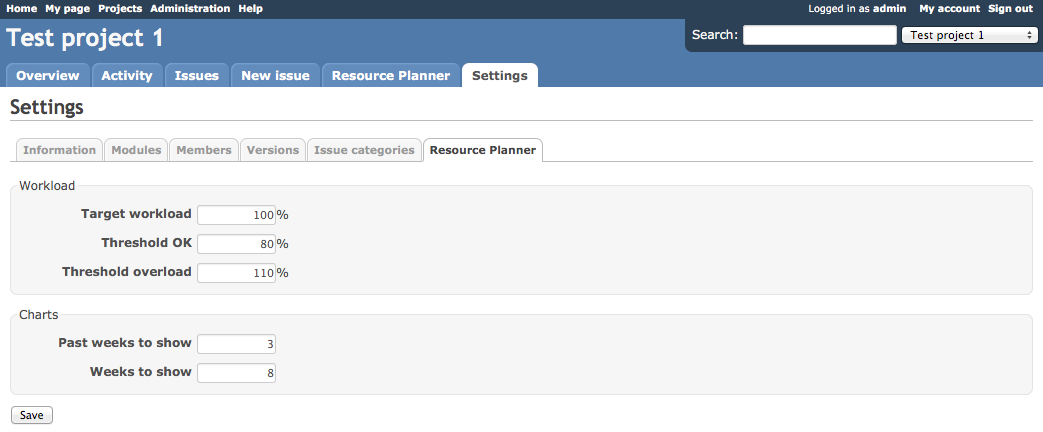 Home My page Projects Administration Help Logged in as admin My account Sign out
Test project 1 Search: Test project 1
Overview Activity Issues New issue Resource Planner Settings
Settings
Information Modules Members Versions Issue categories Resource Planner
Workload
Target workload 100 %
Threshold OK 80 %
Threshold overload 110 %
Charts
Past weeks to show 3
Weeks to show 8
Save